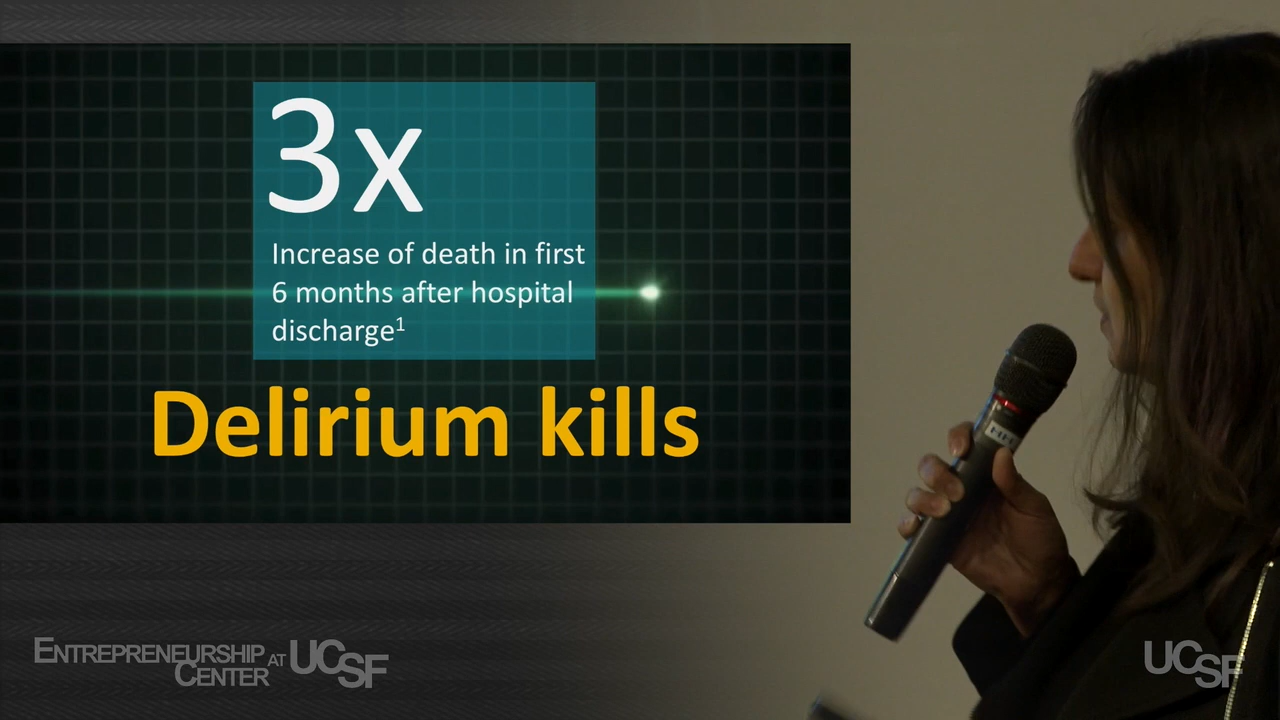 3x
Increase of death in first
6 months after hospital
discharge¹
Delirium kills
ENTREPRENEURSHIP AT UCSF
CENTER
UCSF